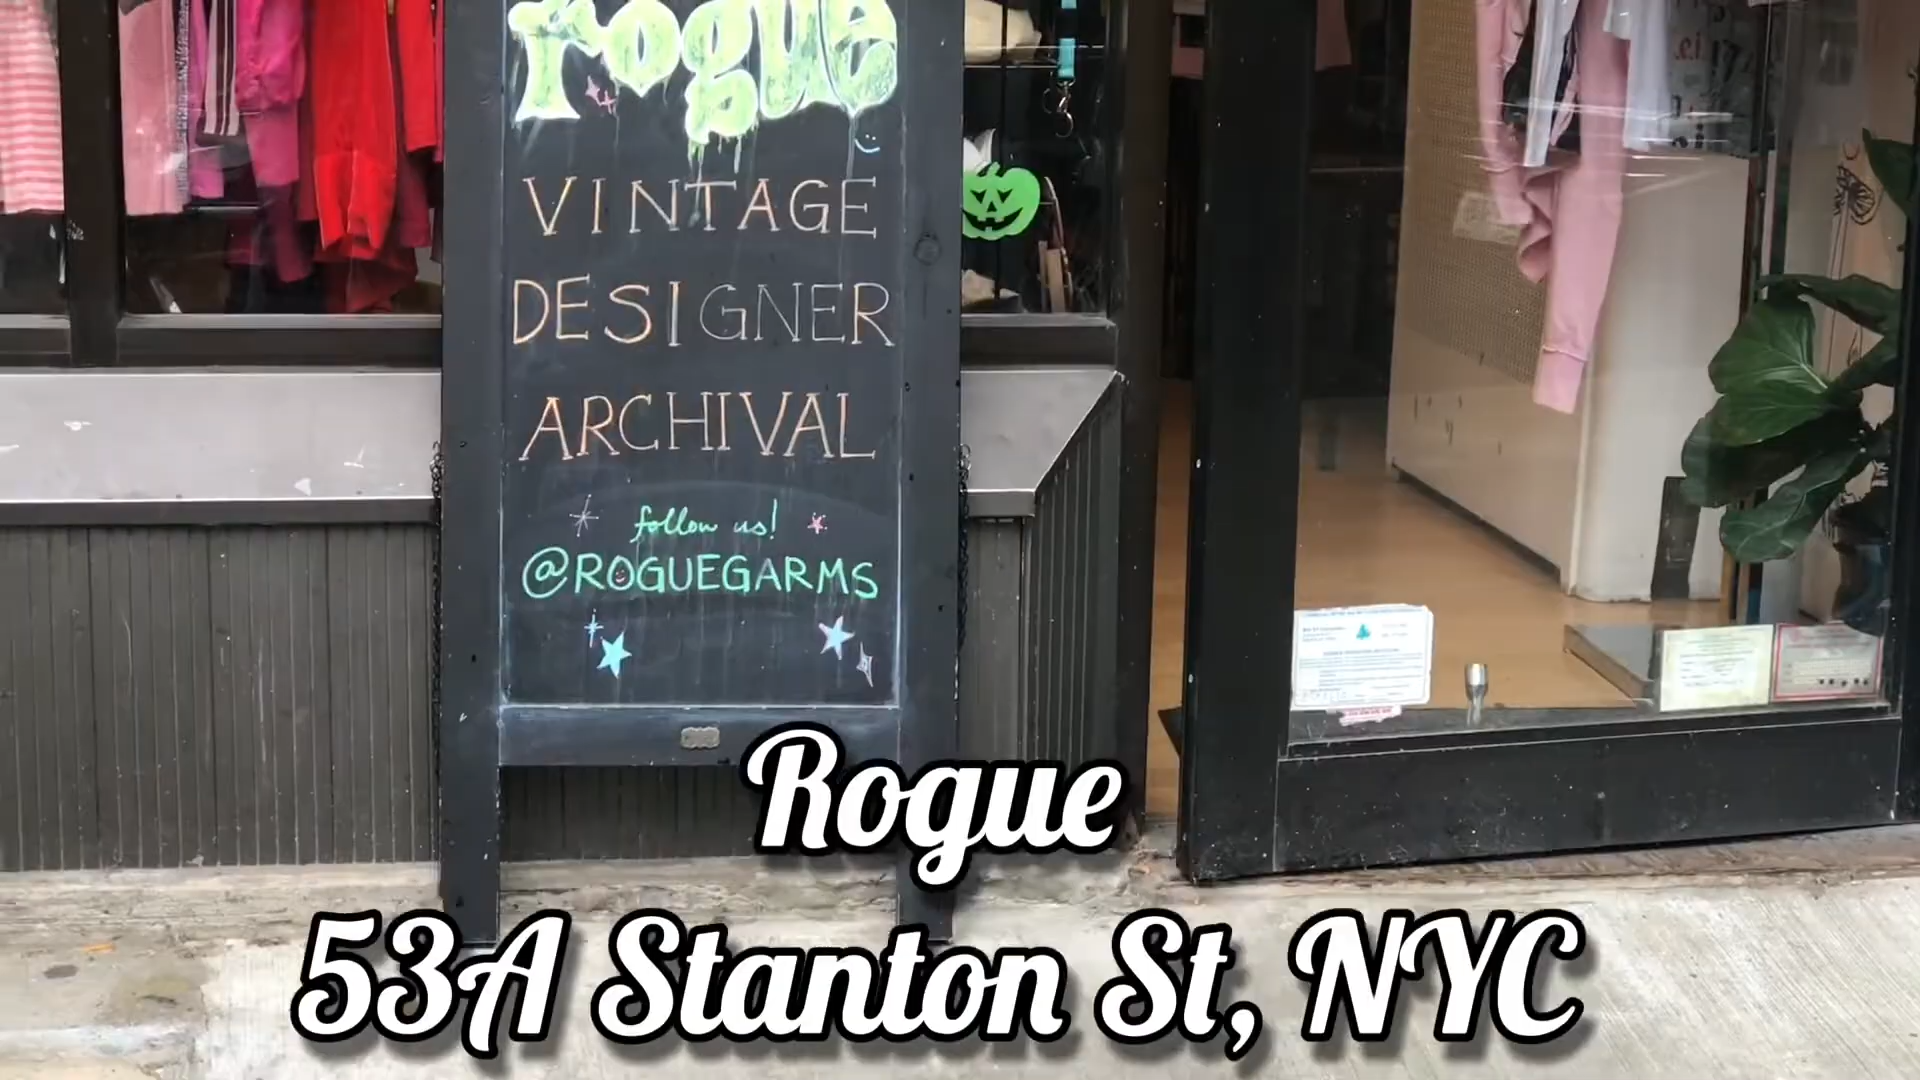 rogue
VINTAGE
DESIGNER
ARCHIVAL
follow us!
@ROGUEGARMS
Rogue
53A Stanton St, NYC